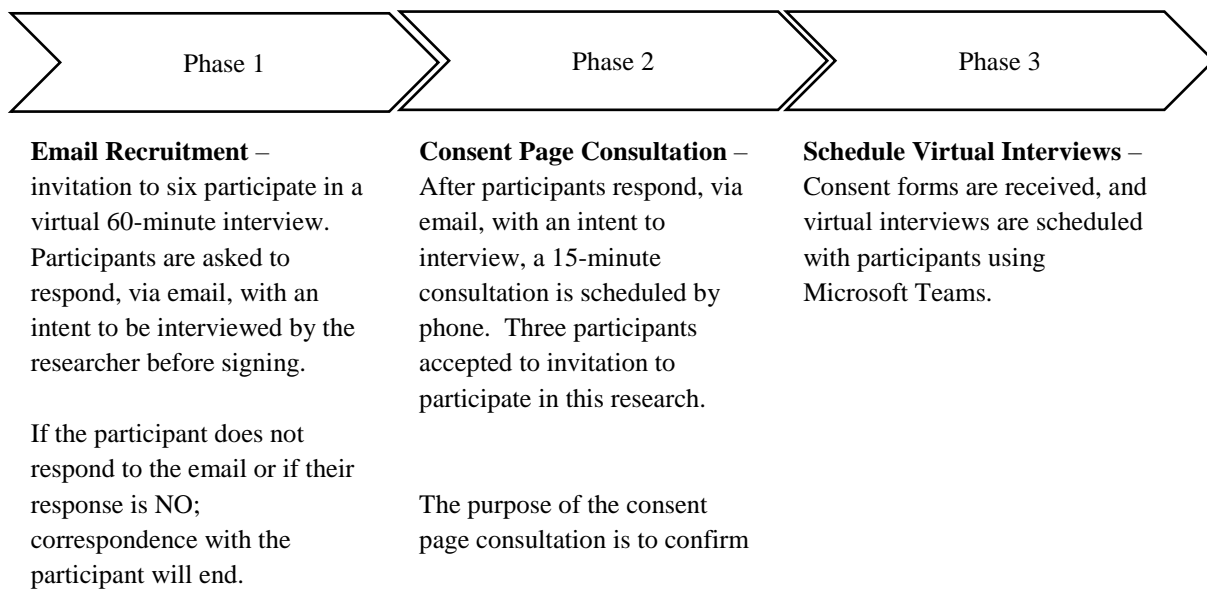 Phase 1
Phase 2
Phase 3
Email Recruitment –
invitation to six participate in a
virtual 60-minute interview.
Participants are asked to
respond, via email, with an
intent to be interviewed by the
researcher before signing.
If the participant does not
respond to the email or if their
response is NO;
correspondence with the
participant will end.
Consent Page Consultation –
After participants respond, via
email, with an intent to
interview, a 15-minute
consultation is scheduled by
phone.  Three participants
accepted to invitation to
participate in this research.
The purpose of the consent
page consultation is to confirm
Schedule Virtual Interviews –
Consent forms are received, and
virtual interviews are scheduled
with participants using
Microsoft Teams.